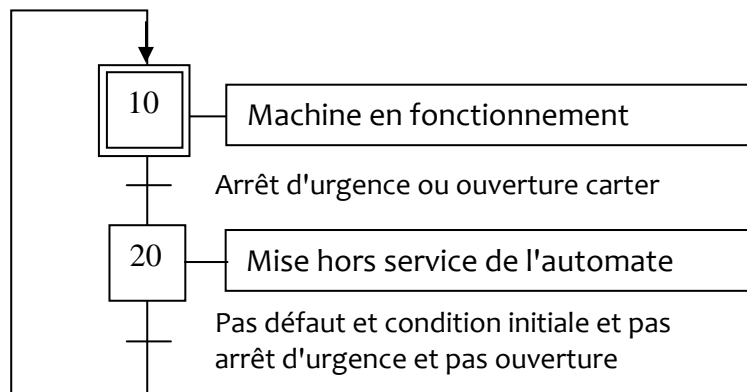 10
Machine en fonctionnement
Arrêt d'urgence ou ouverture carter
20
Mise hors service de l'automate
Pas défaut et condition initiale et pas
arrêt d'urgence et pas ouverture